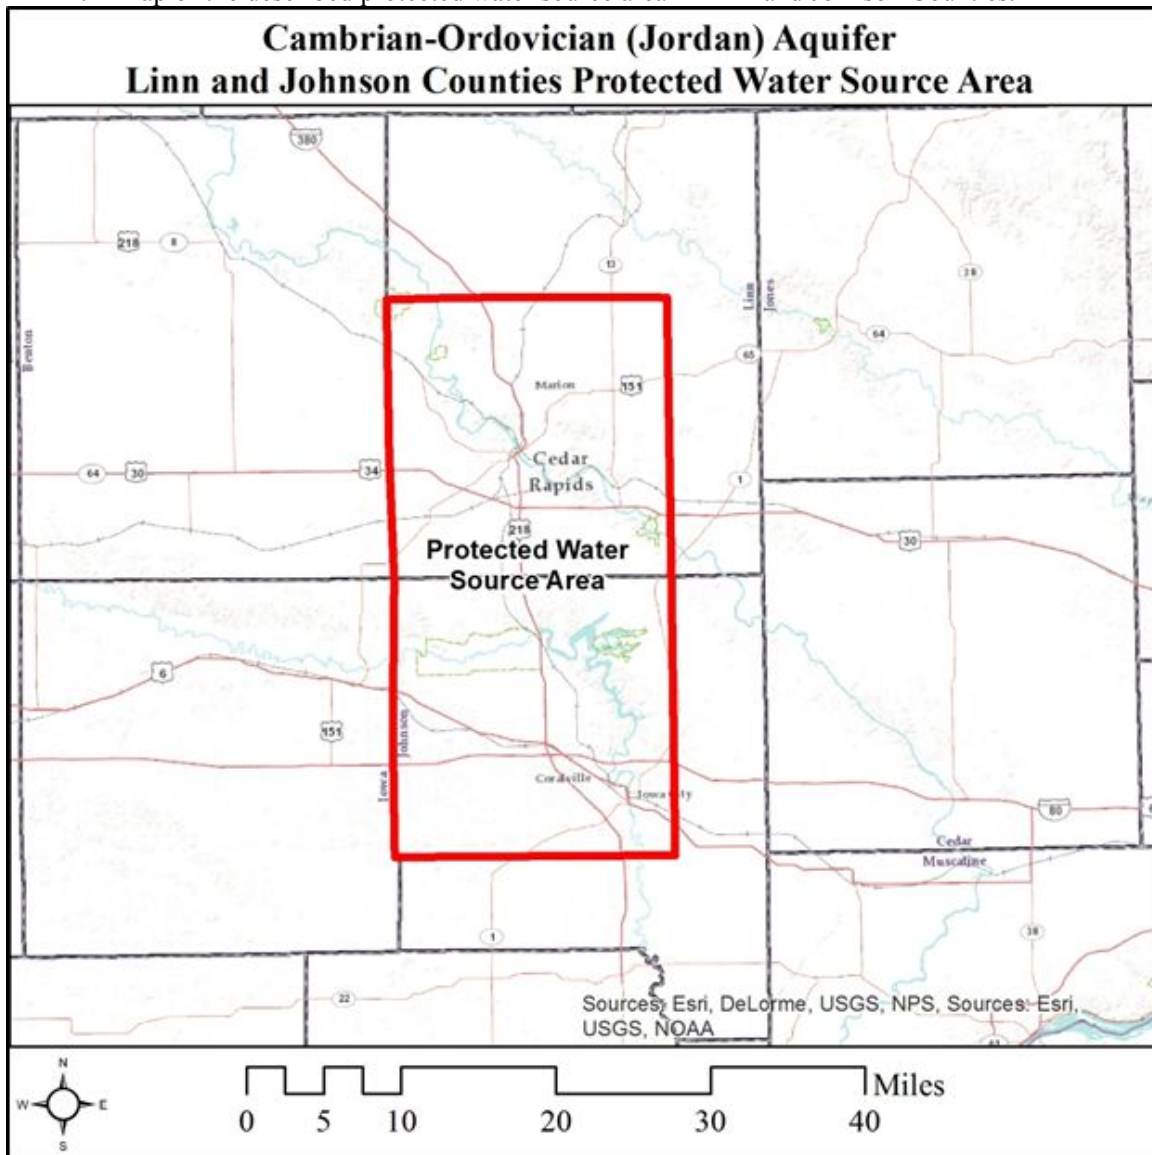 Cambrian-Ordovician (Jordan) Aquifer
Linn and Johnson Counties Protected Water Source Area
380
218
8
13
38
Linn
Jones
Benton
64
65
Marion
151
Cedar
Rapids
64
30
34
1
218
30
Protected Water
Source Area
6
151
Johnson
Iowa
Coralville
Iowa City
80
Cedar
Muscatine
1
38
22
Sources: Esri, DeLorme, USGS, NPS, Sources: Esri,
USGS, NOAA
N
W
E
S
0
5
10
20
30
40
Miles